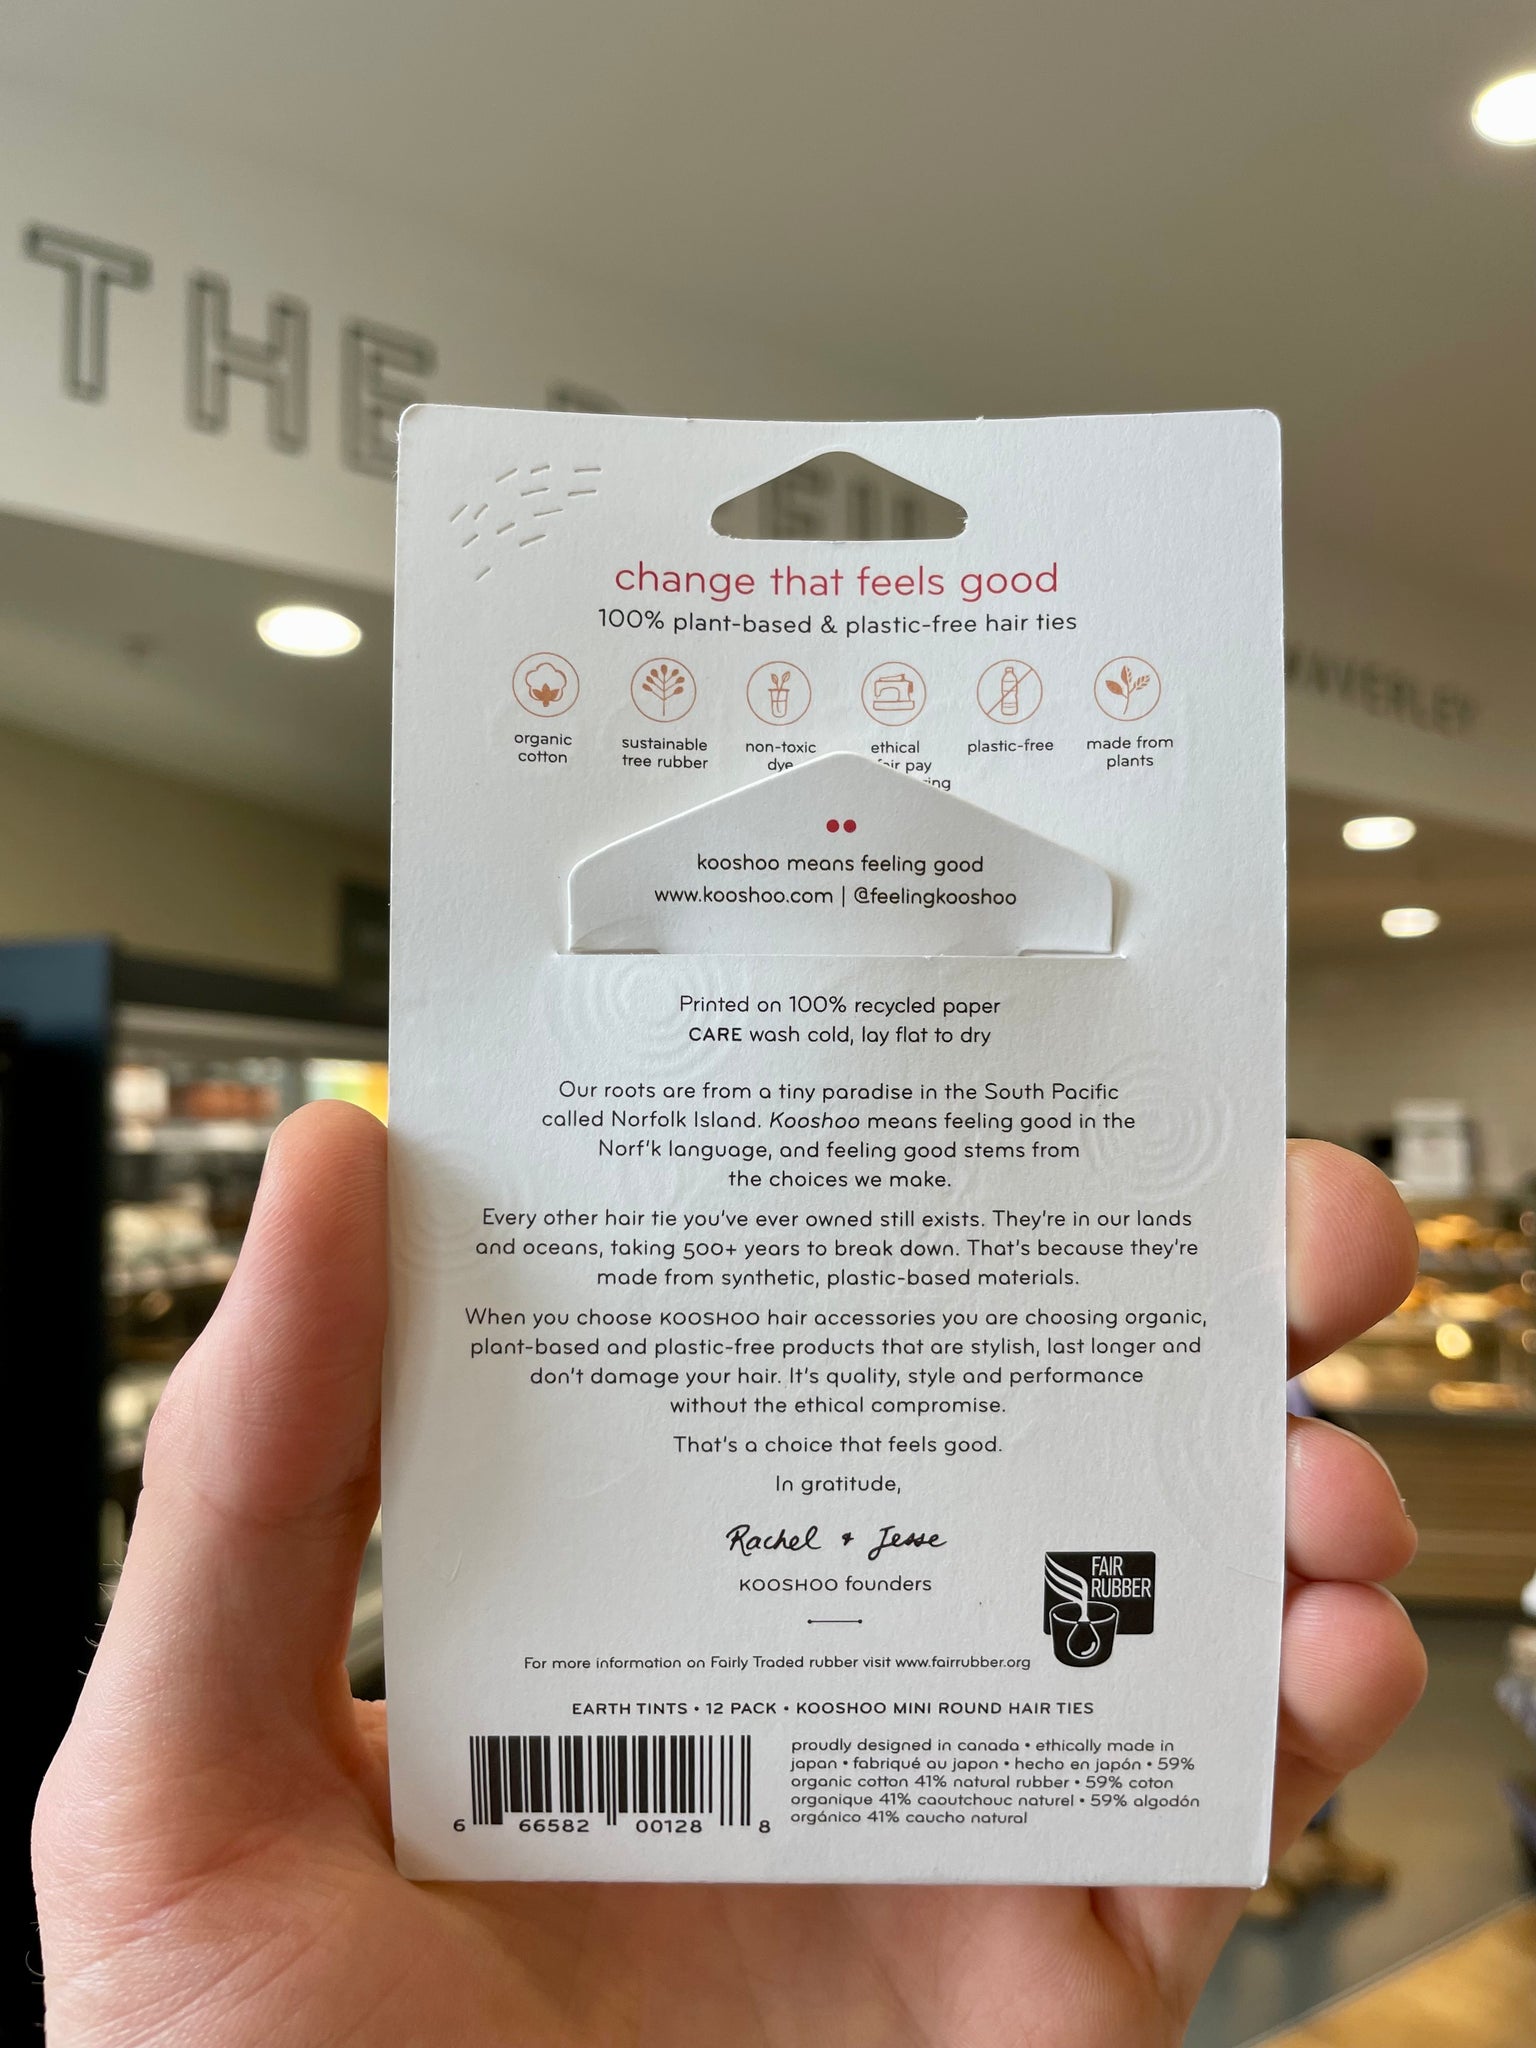 THE
change that feels good
100% plant-based & plastic-free hair ties
organic
cotton
sustainable
tree rubber
non-toxic
dye
ethical
fair pay
plastic-free
made from
plants
kooshoo means feeling good
www.kooshoo.com | @feelingkooshoo
Printed on 100% recycled paper
CARE wash cold, lay flat to dry
Our roots are from a tiny paradise in the South Pacific
called Norfolk Island. Kooshoo means feeling good in the
Norf'k language, and feeling good stems from
the choices we make.
Every other hair tie you've ever owned still exists. They're in our lands
and oceans, taking 500+ years to break down. That's because they're
made from synthetic, plastic-based materials.
When you choose KOOSHOO hair accessories you are choosing organic,
plant-based and plastic-free products that are stylish, last longer and
don't damage your hair. It's quality, style and performance
without the ethical compromise.
That's a choice that feels good.
In gratitude,
Rachel & Jesse
KOOSHOO founders
FAIR
RUBBER
For more information on Fairly Traded rubber visit www.fairrubber.org
EARTH TINTS • 12 PACK • KOOSHOO MINI ROUND HAIR TIES
proudly designed in canada • ethically made in
japan • fabriqué au japon • hecho en japón • 59%
organic cotton 41% natural rubber • 59% coton
organique 41% caoutchouc naturel • 59% algodón
orgánico 41% caucho natural
6 66582 00128 8